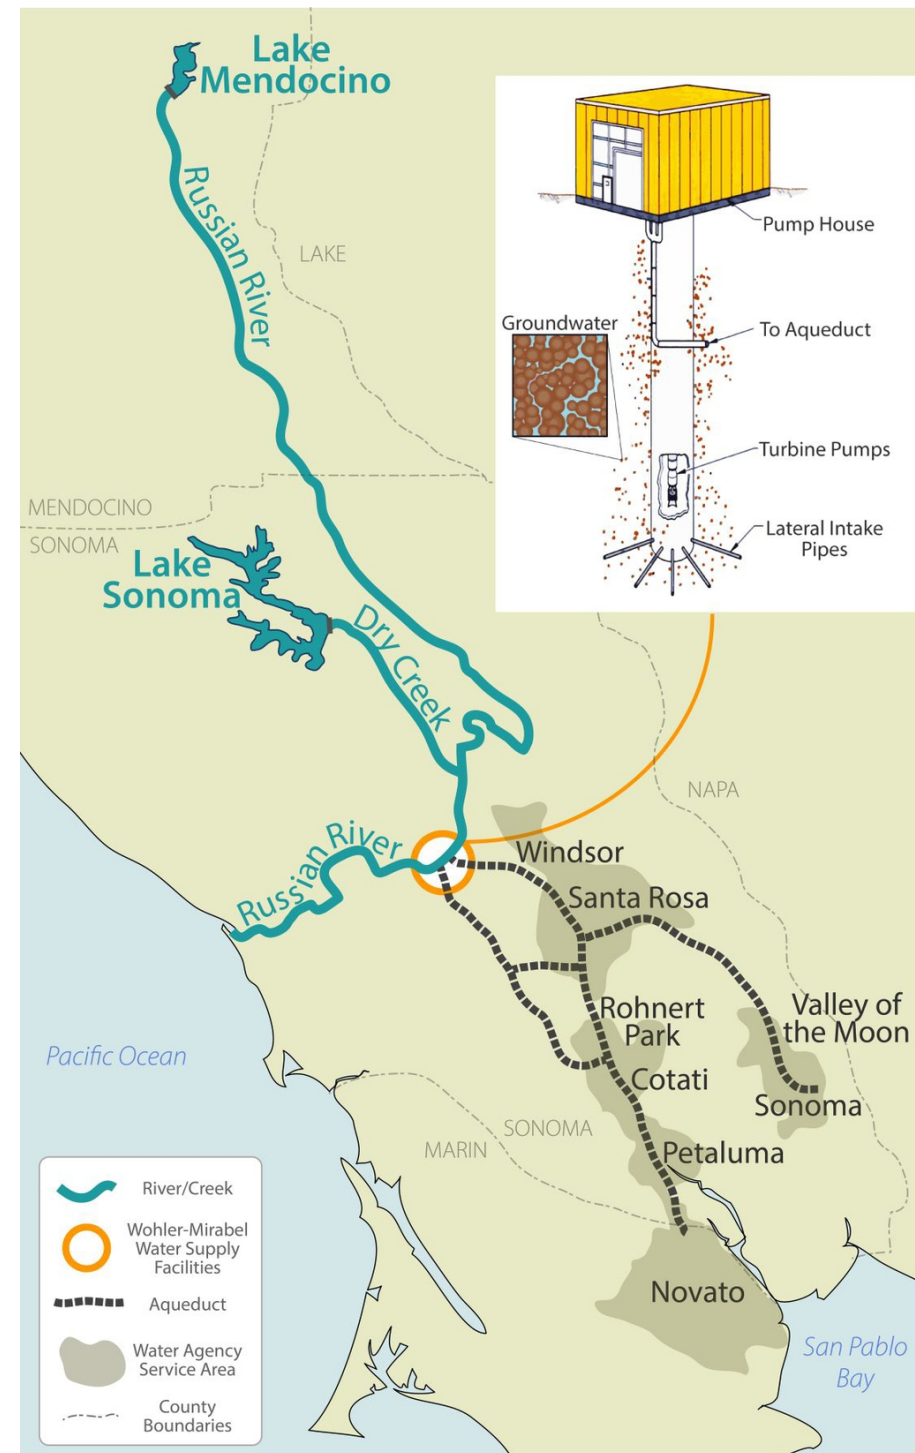 Lake
Mendocino
Russian River
LAKE
Pump House
To Aqueduct
Groundwater
Turbine Pumps
Lateral Intake
Pipes
MENDOCINO
SONOMA
Lake
Sonoma
Dry Creek
NAPA
Russian River
Windsor
Santa Rosa
Rohnert
Park
Valley of
the Moon
Cotati
Sonoma
Pacific Ocean
SONOMA
MARIN
Petaluma
Novato
San Pablo
Bay
River/Creek
Wohler-Mirabel
Water Supply
Facilities
Aqueduct
Water Agency
Service Area
County
Boundaries